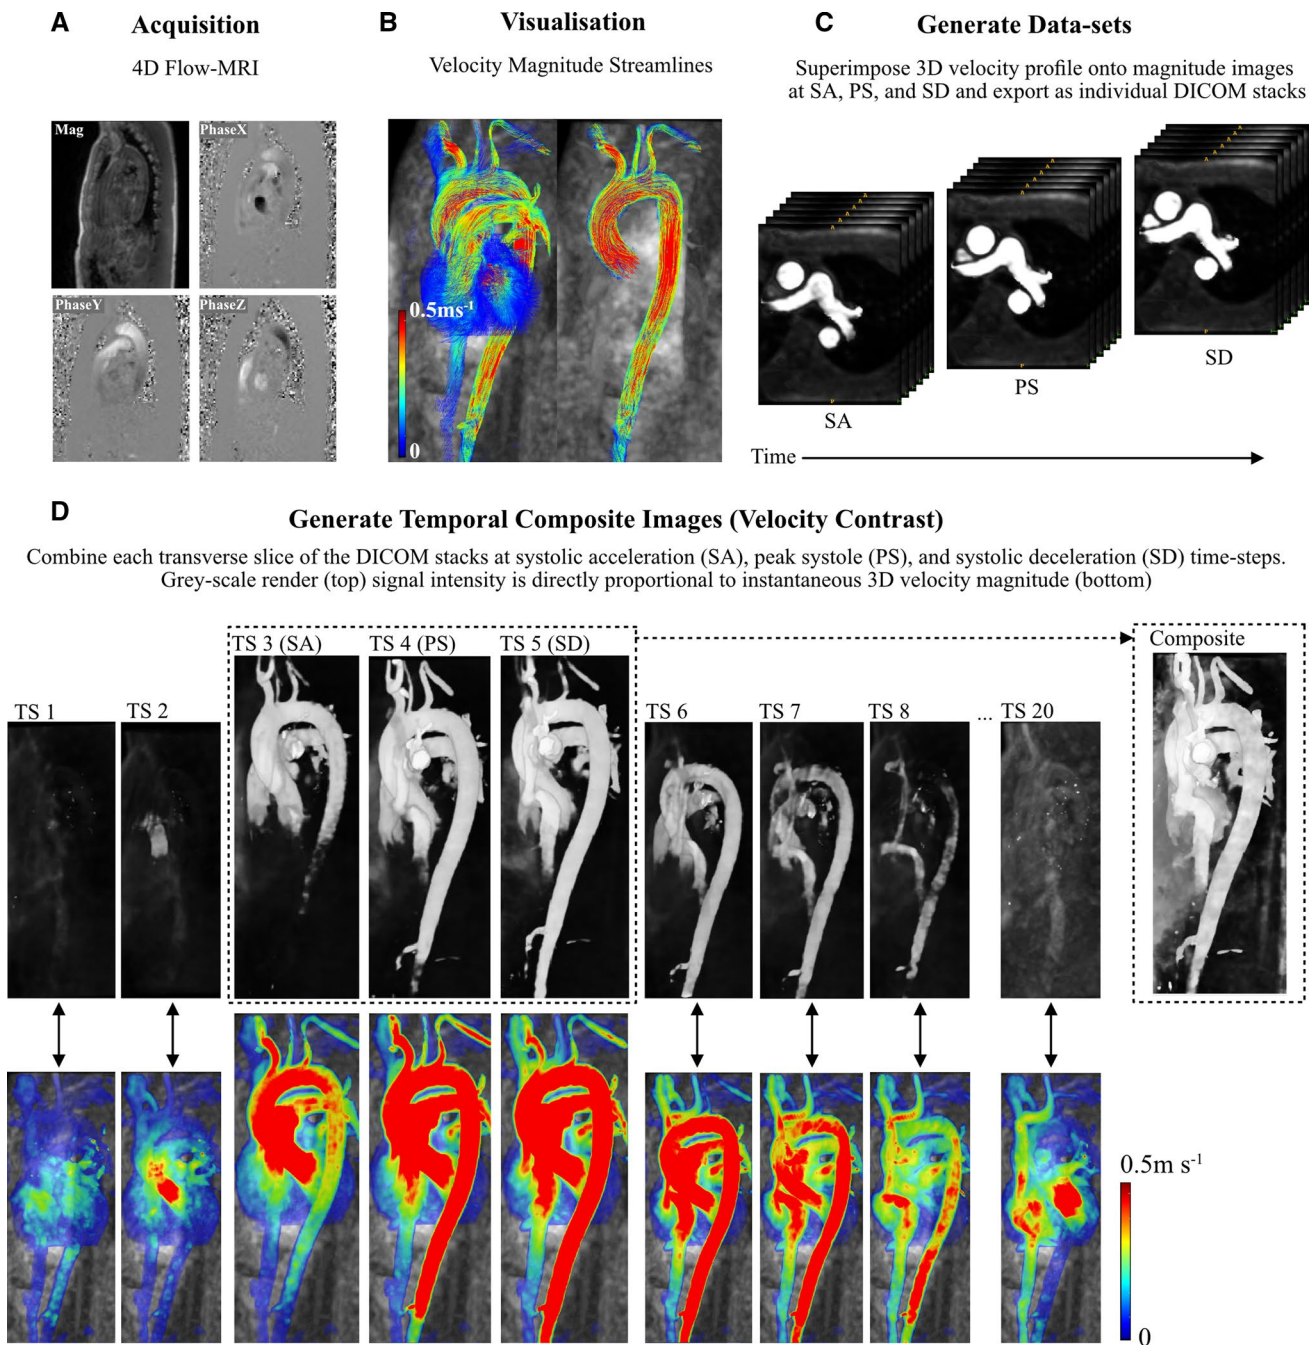 A Acquisition
4D Flow-MRI
Mag
PhaseX
PhaseY
PhaseZ
B Visualisation
Velocity Magnitude Streamlines
0.5ms⁻¹
0
C Generate Data-sets
Superimpose 3D velocity profile onto magnitude images
at SA, PS, and SD and export as individual DICOM stacks
SA
PS
SD
Time
D Generate Temporal Composite Images (Velocity Contrast)
Combine each transverse slice of the DICOM stacks at systolic acceleration (SA), peak systole (PS), and systolic deceleration (SD) time-steps.
Grey-scale render (top) signal intensity is directly proportional to instantaneous 3D velocity magnitude (bottom)
TS 1
TS 2
TS 3 (SA)
TS 4 (PS)
TS 5 (SD)
TS 6
TS 7
TS 8
... TS 20
Composite
0.5m s⁻¹
0